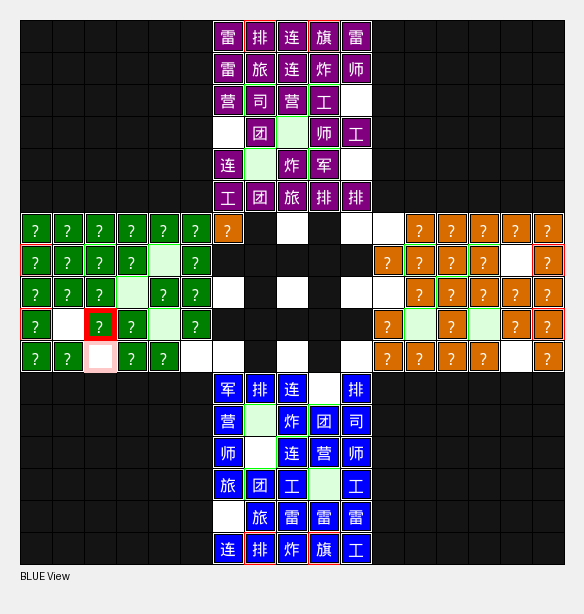 雷 排 连 旗 雷
雷 旅 连 炸 师
营 司 营 工
团 师 工
连 炸 军
工 团 旅 排 排
? ? ? ? ? ? ? ? ? ? ? ?
? ? ? ? ? ? ? ? ? ?
? ? ? ? ? ? ? ? ? ?
? ? ? ? ? ? ? ?
? ? ? ? ? ? ? ? ?
军 排 连 排
营 炸 团 司
师 连 营 师
旅 团 工 工
旅 雷 雷 雷
连 排 炸 旗 工
BLUE View